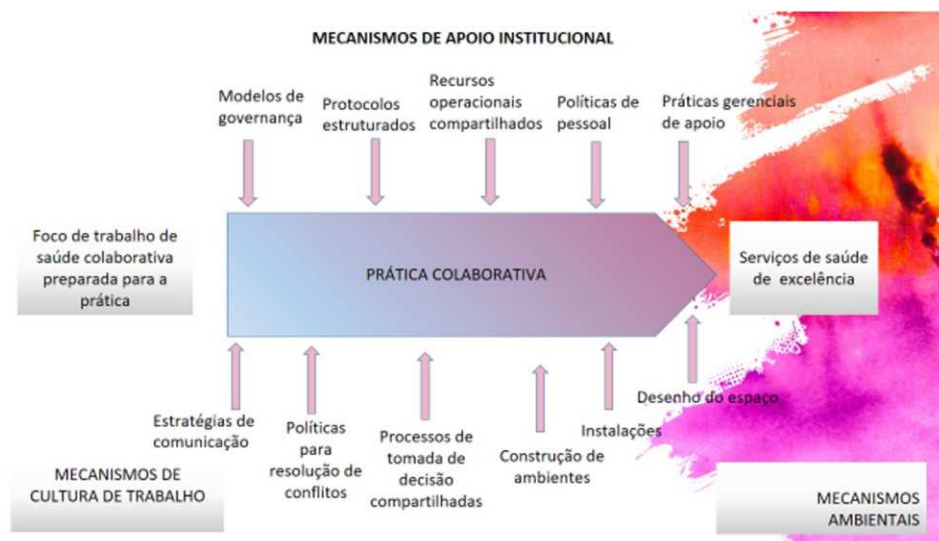 MECANISMOS DE APOIO INSTITUCIONAL
Modelos de
governança
Protocolos
estruturados
Recursos
operacionais
compartilhados
Políticas de
pessoal
Práticas gerenciais
de apoio
Foco de trabalho de
saúde colaborativa
preparada para a
prática
PRÁTICA COLABORATIVA
Serviços de saúde
de excelência
Estratégias de
comunicação
Políticas
para
resolução de
conflitos
Processos de
tomada de
decisão
compartilhadas
Construção de
ambientes
Instalações
Desenho do espaço
MECANISMOS DE
CULTURA DE TRABALHO
MECANISMOS
AMBIENTAIS